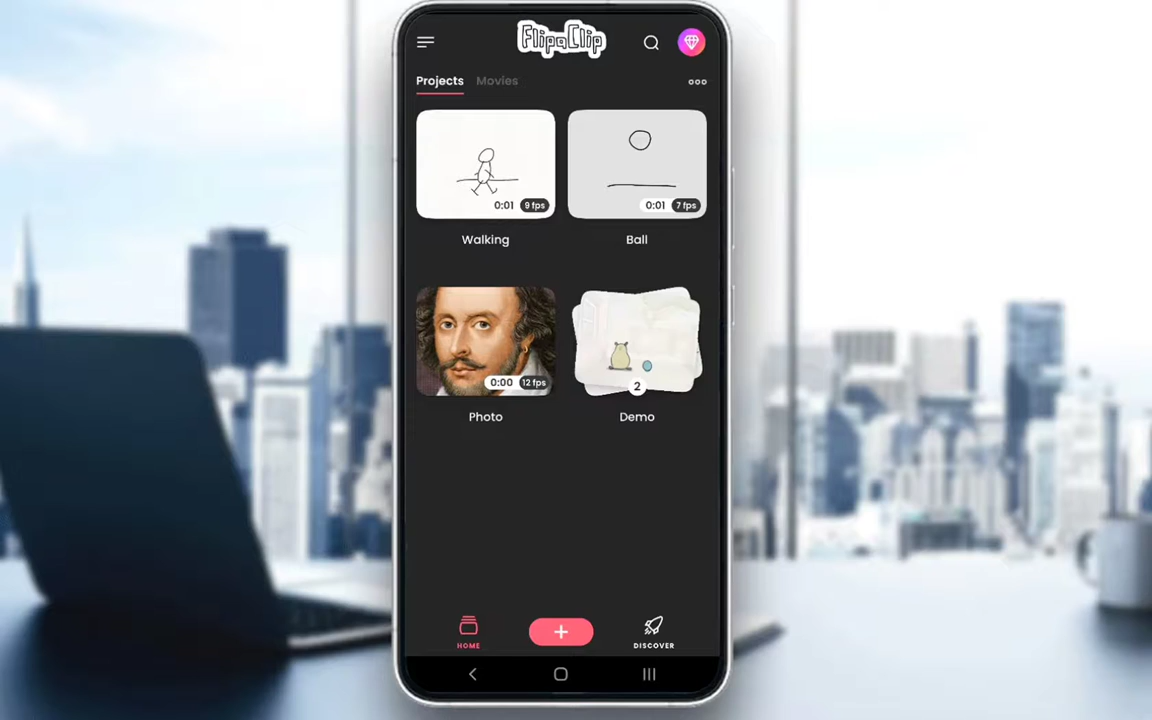 FlipaClip
Projects Movies
0:01 9 fps
0:01 7 fps
Walking
Ball
0:00 12 fps
2
Photo
Demo
HOME
DISCOVER